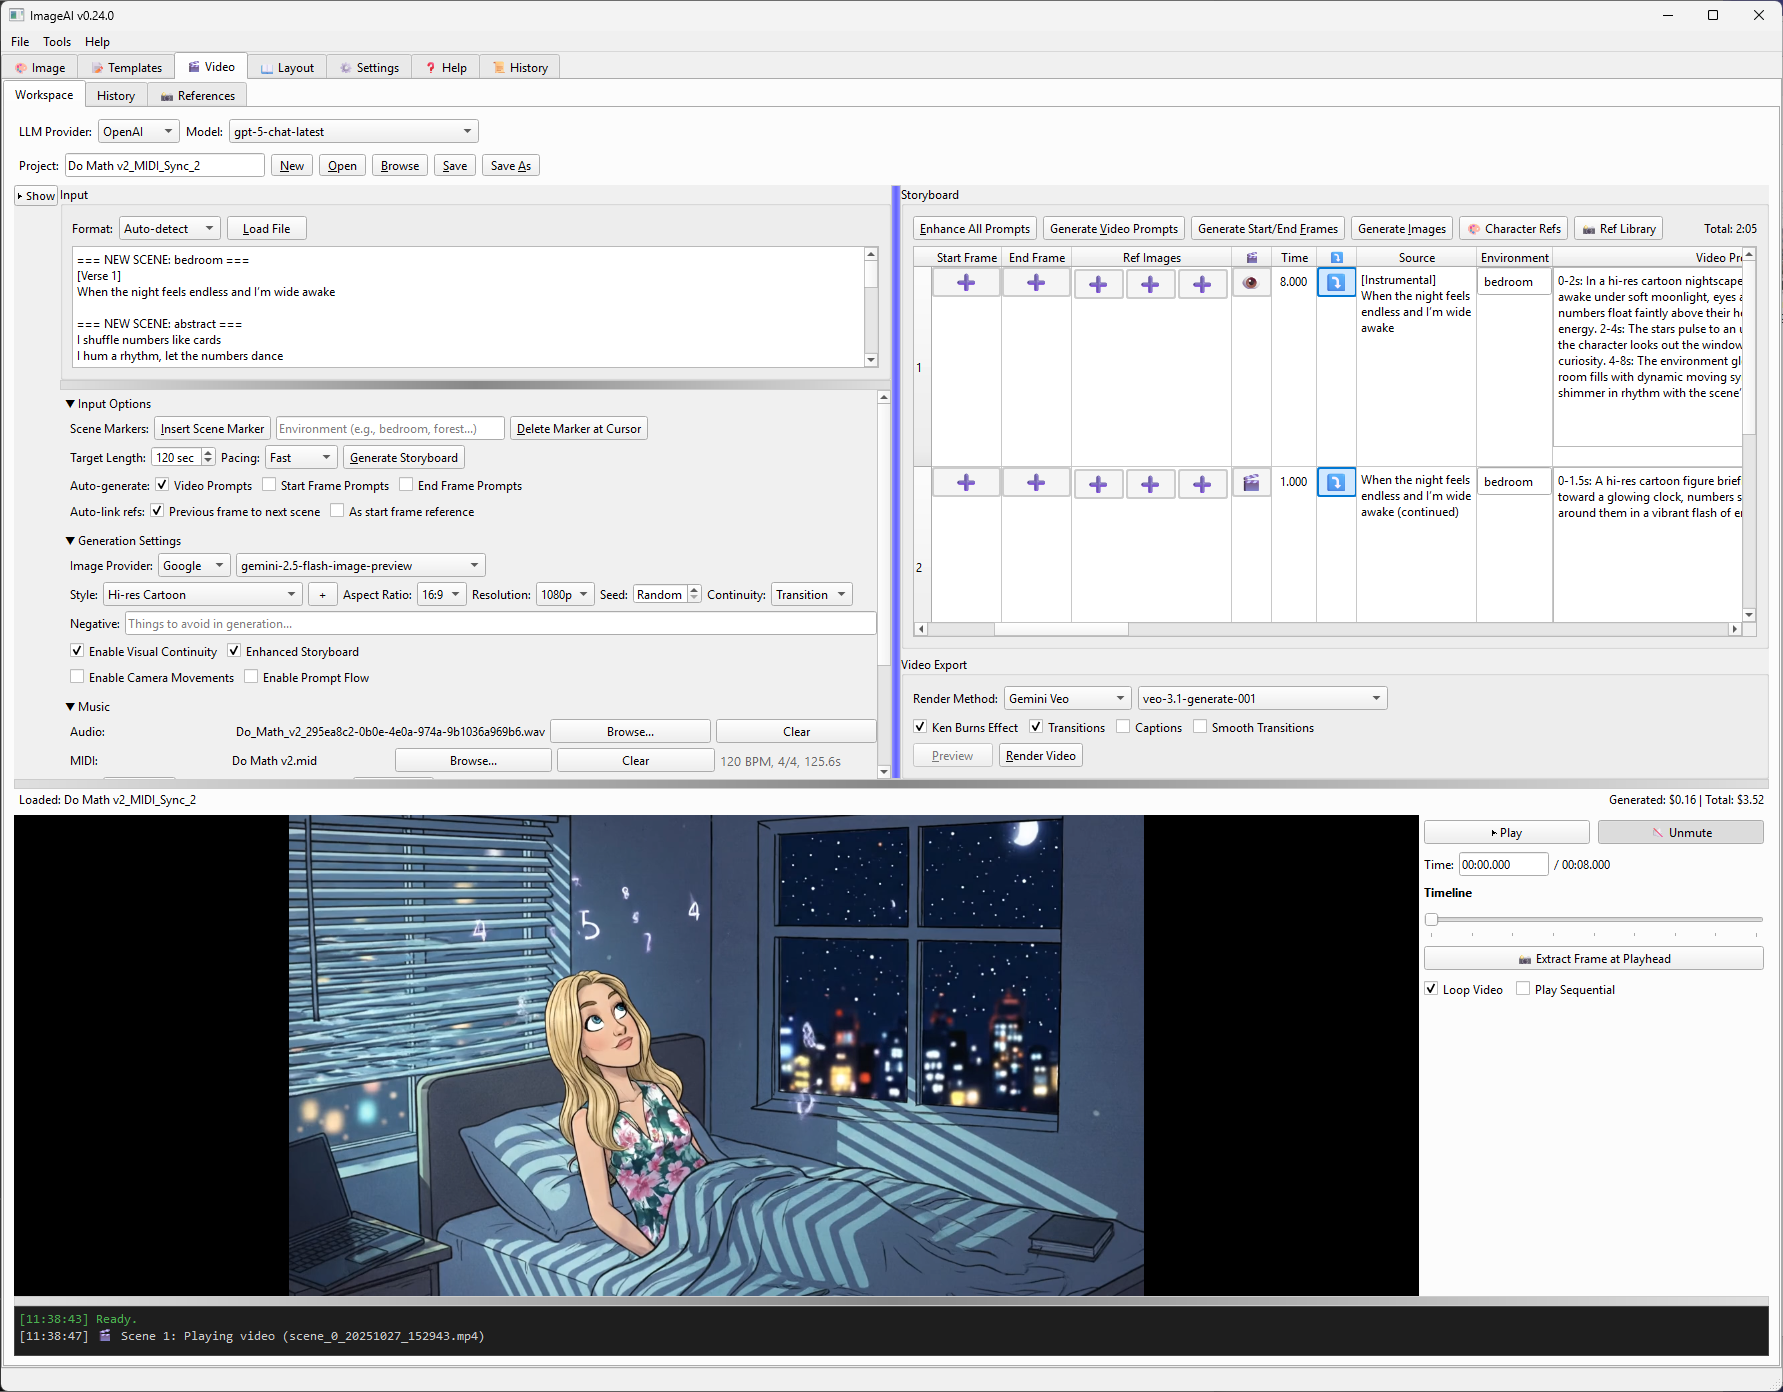 ImageAI v0.24.0
File Tools Help
Image Templates Video Layout Settings Help History
Workspace History References
LLM Provider: OpenAI Model: gpt-5-chat-latest
Project: Do Math v2_MIDI_Sync_2 New Open Browse Save Save As
Show Input
Format: Auto-detect Load File
=== NEW SCENE: bedroom ===
[Verse 1]
When the night feels endless and I'm wide awake
=== NEW SCENE: abstract ===
I shuffle numbers like cards
I hum a rhythm, let the numbers dance
Input Options
Scene Markers: Insert Scene Marker Environment (e.g., bedroom, forest...) Delete Marker at Cursor
Target Length: 120 sec Pacing: Fast Generate Storyboard
Auto-generate: Video Prompts Start Frame Prompts End Frame Prompts
Auto-link refs: Previous frame to next scene As start frame reference
Generation Settings
Image Provider: Google gemini-2.5-flash-image-preview
Style: Hi-res Cartoon + Aspect Ratio: 16:9 Resolution: 1080p Seed: Random Continuity: Transition
Negative: Things to avoid in generation...
Enable Visual Continuity Enhanced Storyboard
Enable Camera Movements Enable Prompt Flow
Music
Audio: Do_Math_v2_295ea8c2-0b0e-4e0a-974a-9b1036a969b6.wav Browse... Clear
MIDI: Do Math v2.mid Browse... Clear 120 BPM, 4/4, 125.6s
Storyboard
Enhance All Prompts Generate Video Prompts Generate Start/End Frames Generate Images Character Refs Ref Library Total: 2:05
Start Frame End Frame Ref Images Time Source Environment Video Pr
1
8.000
[Instrumental]
When the night feels
endless and I'm wide
awake
bedroom
0-2s: In a hi-res cartoon nightscape
awake under soft moonlight, eyes
numbers float faintly above their h
energy. 2-4s: The stars pulse to an
the character looks out the window
curiosity. 4-8s: The environment gl
room fills with dynamic moving sy
shimmer in rhythm with the scene'
2
1.000
When the night feels
endless and I'm wide
awake (continued)
bedroom
0-1.5s: A hi-res cartoon figure brief
toward a glowing clock, numbers s
around them in a vibrant flash of e
Video Export
Render Method: Gemini Veo veo-3.1-generate-001
Ken Burns Effect Transitions Captions Smooth Transitions
Preview Render Video
Loaded: Do Math v2_MIDI_Sync_2
Generated: $0.16 | Total: $3.52
4 5 8 9 7 4
Play Unmute
Time: 00:00.000 / 00:08.000
Timeline
Extract Frame at Playhead
Loop Video Play Sequential
[11:38:43] Ready.
[11:38:47] Scene 1: Playing video (scene_0_20251027_152943.mp4)